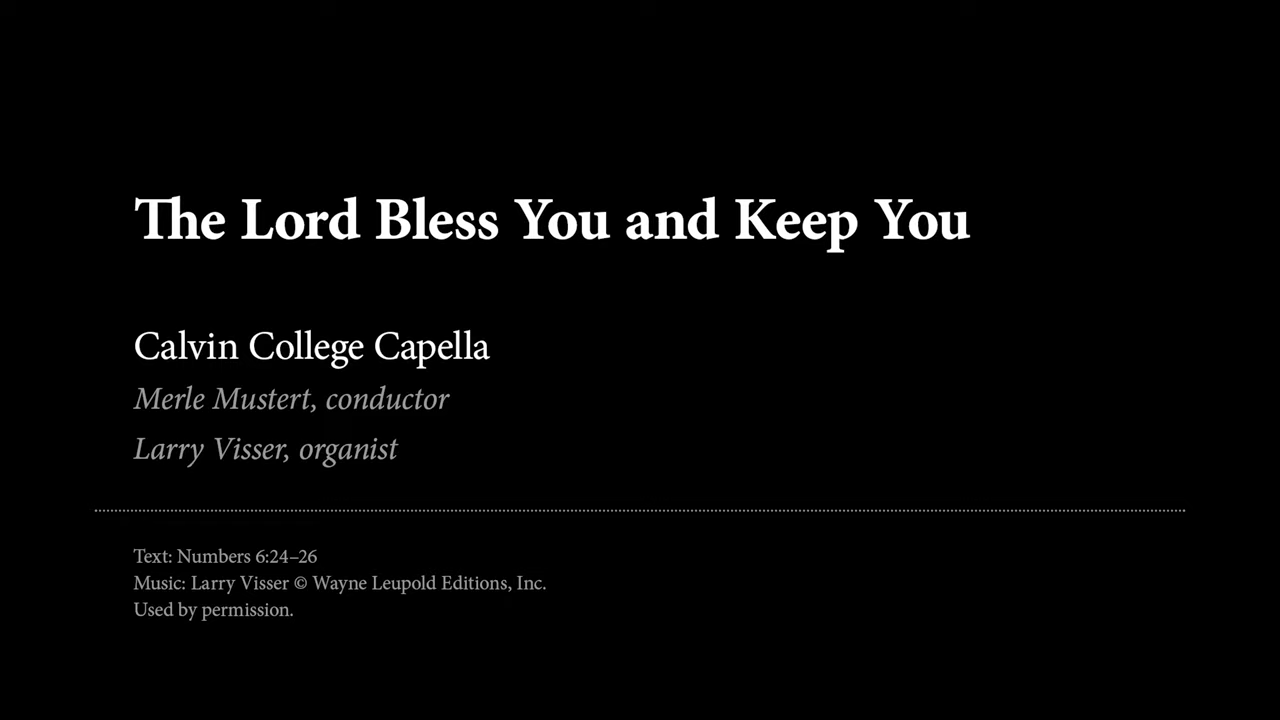 The Lord Bless You and Keep You
Calvin College Capella
Merle Mustert, conductor
Larry Visser, organist
Text: Numbers 6:24–26
Music: Larry Visser © Wayne Leupold Editions, Inc.
Used by permission.